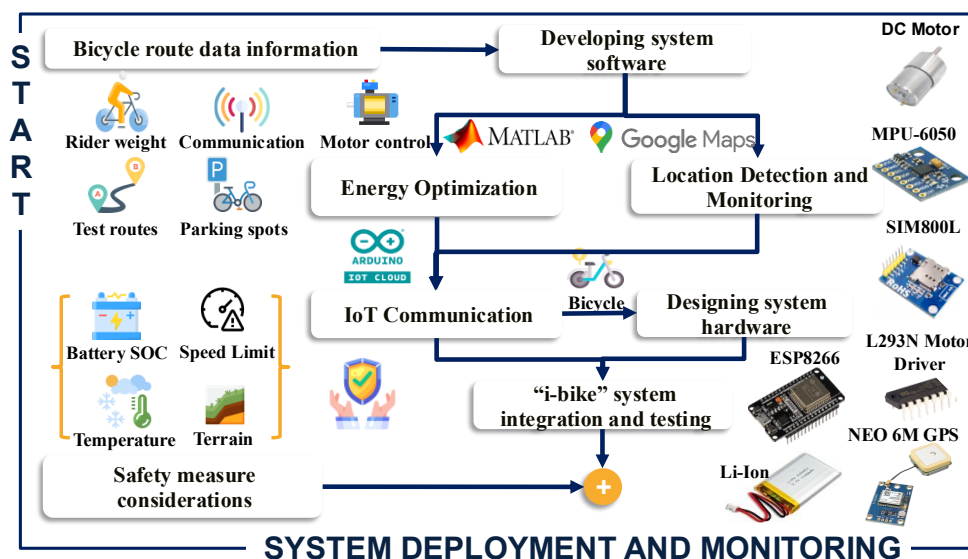 START
Bicycle route data information
Developing system
software
DC Motor
Rider weight
Communication
Motor control
MATLAB®
Google Maps
MPU-6050
P
A
B
Test routes
Parking spots
Energy Optimization
Location Detection and
Monitoring
SIM800L
ARDUINO
IOT CLOUD
Bicycle
RoHS
IoT Communication
Designing system
hardware
Battery SOC
Speed Limit
L293N Motor
Driver
ESP8266
Temperature
Terrain
“i-bike” system
integration and testing
NEO 6M GPS
Safety measure
considerations
+
Li-Ion
SYSTEM DEPLOYMENT AND MONITORING